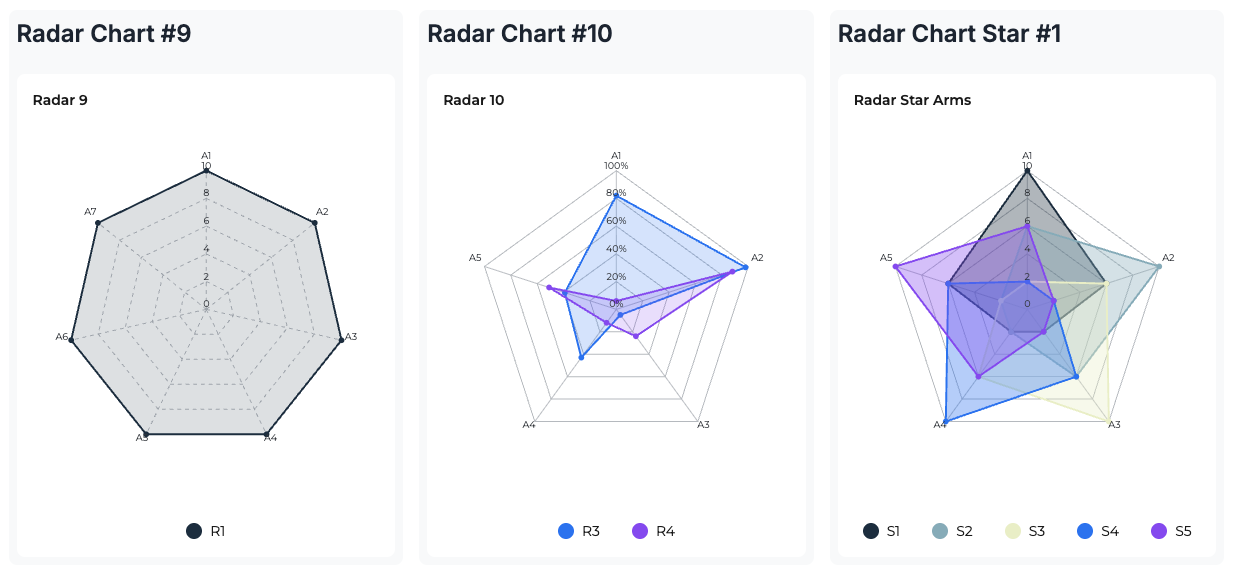 Radar Chart #9
Radar 9
A1
10
A7
8
A2
6
4
2
0
A6
A3
A5
A4
R1
Radar Chart #10
Radar 10
A1
100%
80%
60%
A5
40%
A2
20%
0%
A4
A3
R3 R4
Radar Chart Star #1
Radar Star Arms
A1
10
8
6
A5
4
A2
2
0
A4
A3
S1 S2 S3 S4 S5